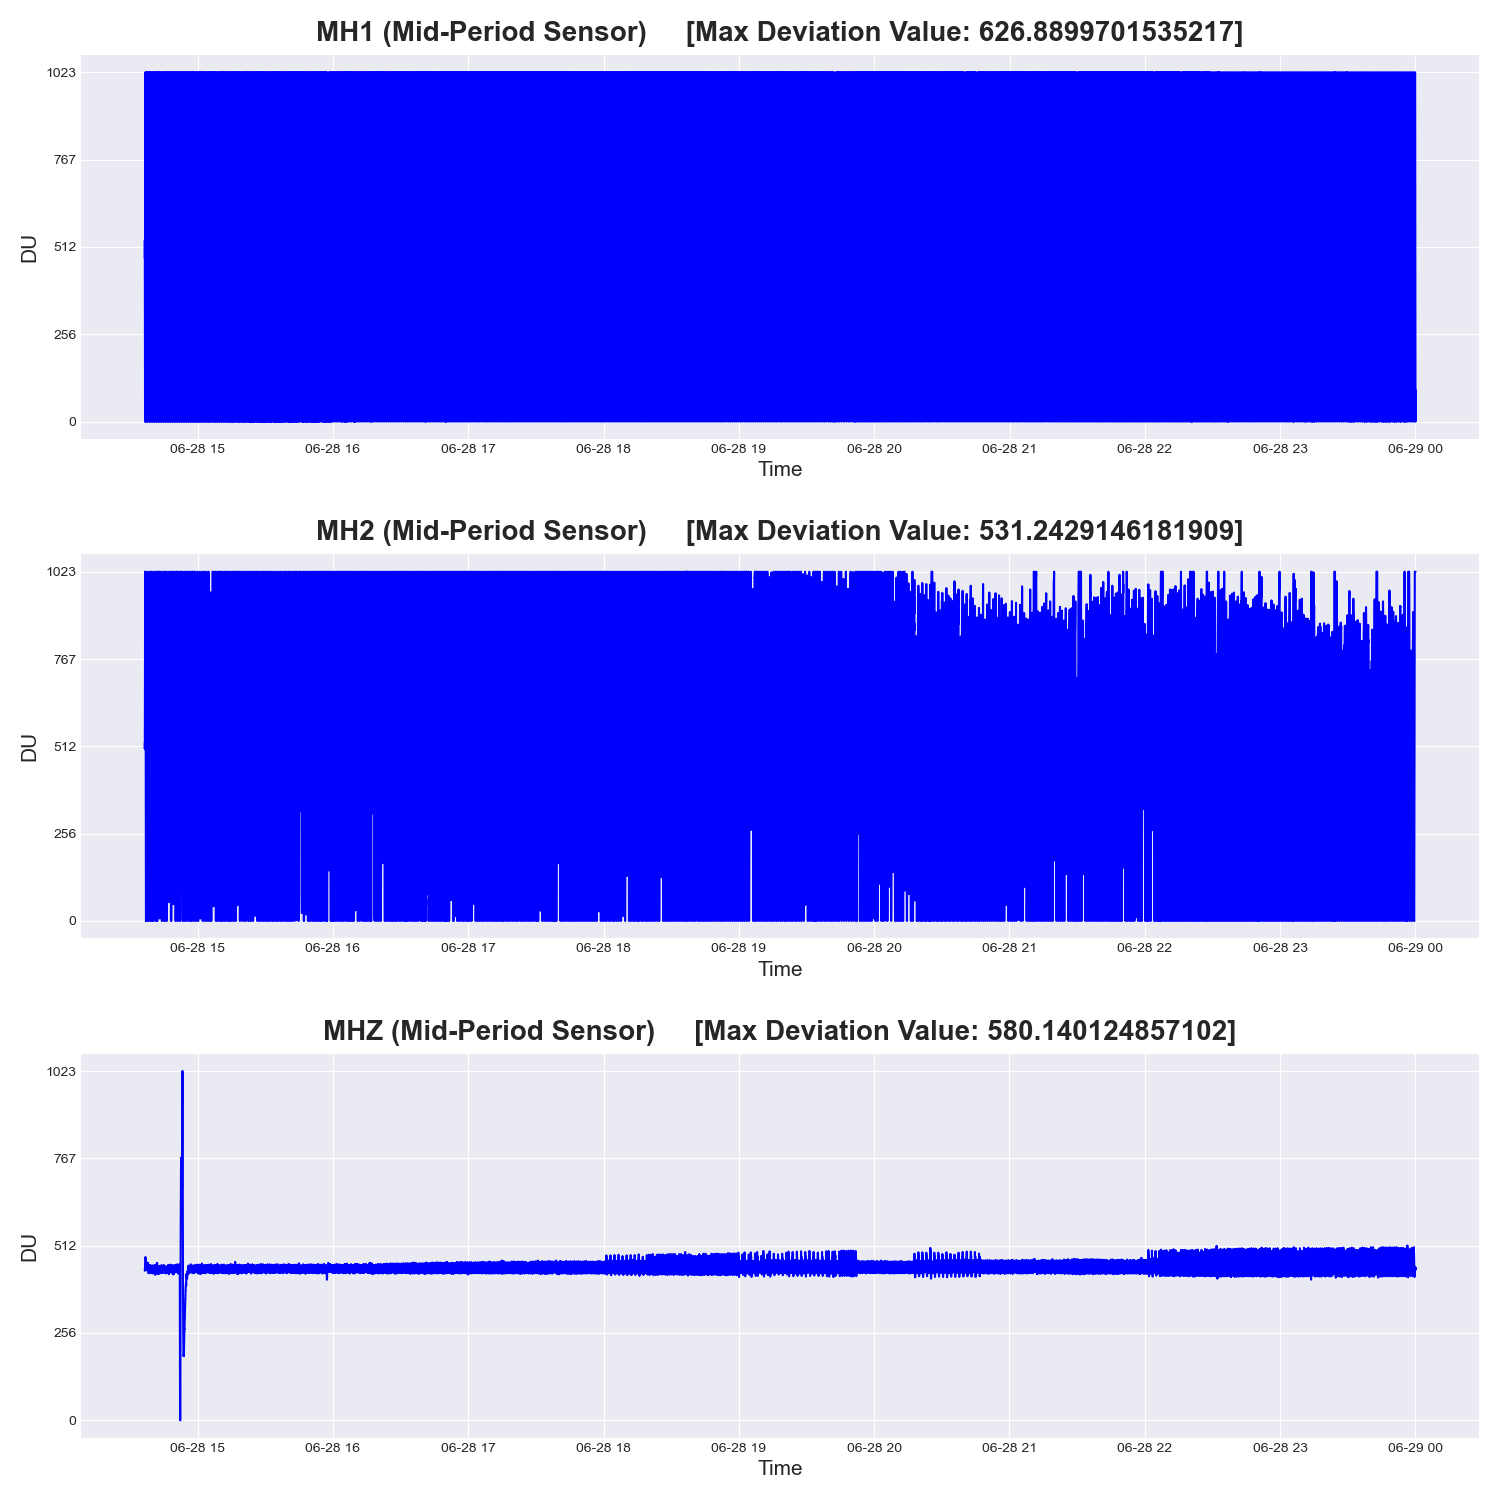 MH1 (Mid-Period Sensor) [Max Deviation Value: 626.8899701535217]
1023
767
512
256
0
DU
06-28 15 06-28 16 06-28 17 06-28 18 06-28 19 06-28 20 06-28 21 06-28 22 06-28 23 06-29 00
Time
MH2 (Mid-Period Sensor) [Max Deviation Value: 531.2429146181909]
1023
767
512
256
0
DU
06-28 15 06-28 16 06-28 17 06-28 18 06-28 19 06-28 20 06-28 21 06-28 22 06-28 23 06-29 00
Time
MHZ (Mid-Period Sensor) [Max Deviation Value: 580.140124857102]
1023
767
512
256
0
DU
06-28 15 06-28 16 06-28 17 06-28 18 06-28 19 06-28 20 06-28 21 06-28 22 06-28 23 06-29 00
Time